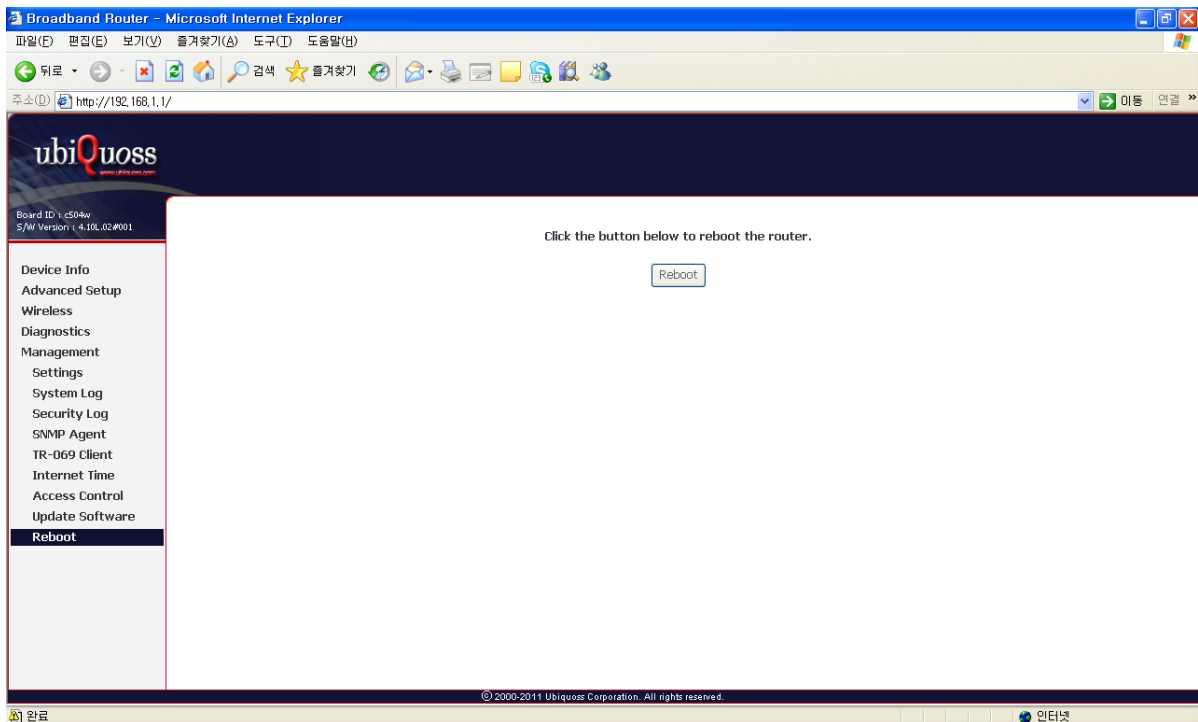 Broadband Router - Microsoft Internet Explorer
파일(F) 편집(E) 보기(V) 즐겨찾기(A) 도구(T) 도움말(H)
뒤로 검색 즐겨찾기
주소(D) http://192.168.1.1/ 이동 연결 »
ubiQuoss
www.ubiquoss.com
Board ID : c504w
S/W Version : 4.10L.02#001
Click the button below to reboot the router.
Reboot
Device Info
Advanced Setup
Wireless
Diagnostics
Management
Settings
System Log
Security Log
SNMP Agent
TR-069 Client
Internet Time
Access Control
Update Software
Reboot
© 2000-2011 Ubiquoss Corporation. All rights reserved.
완료 인터넷